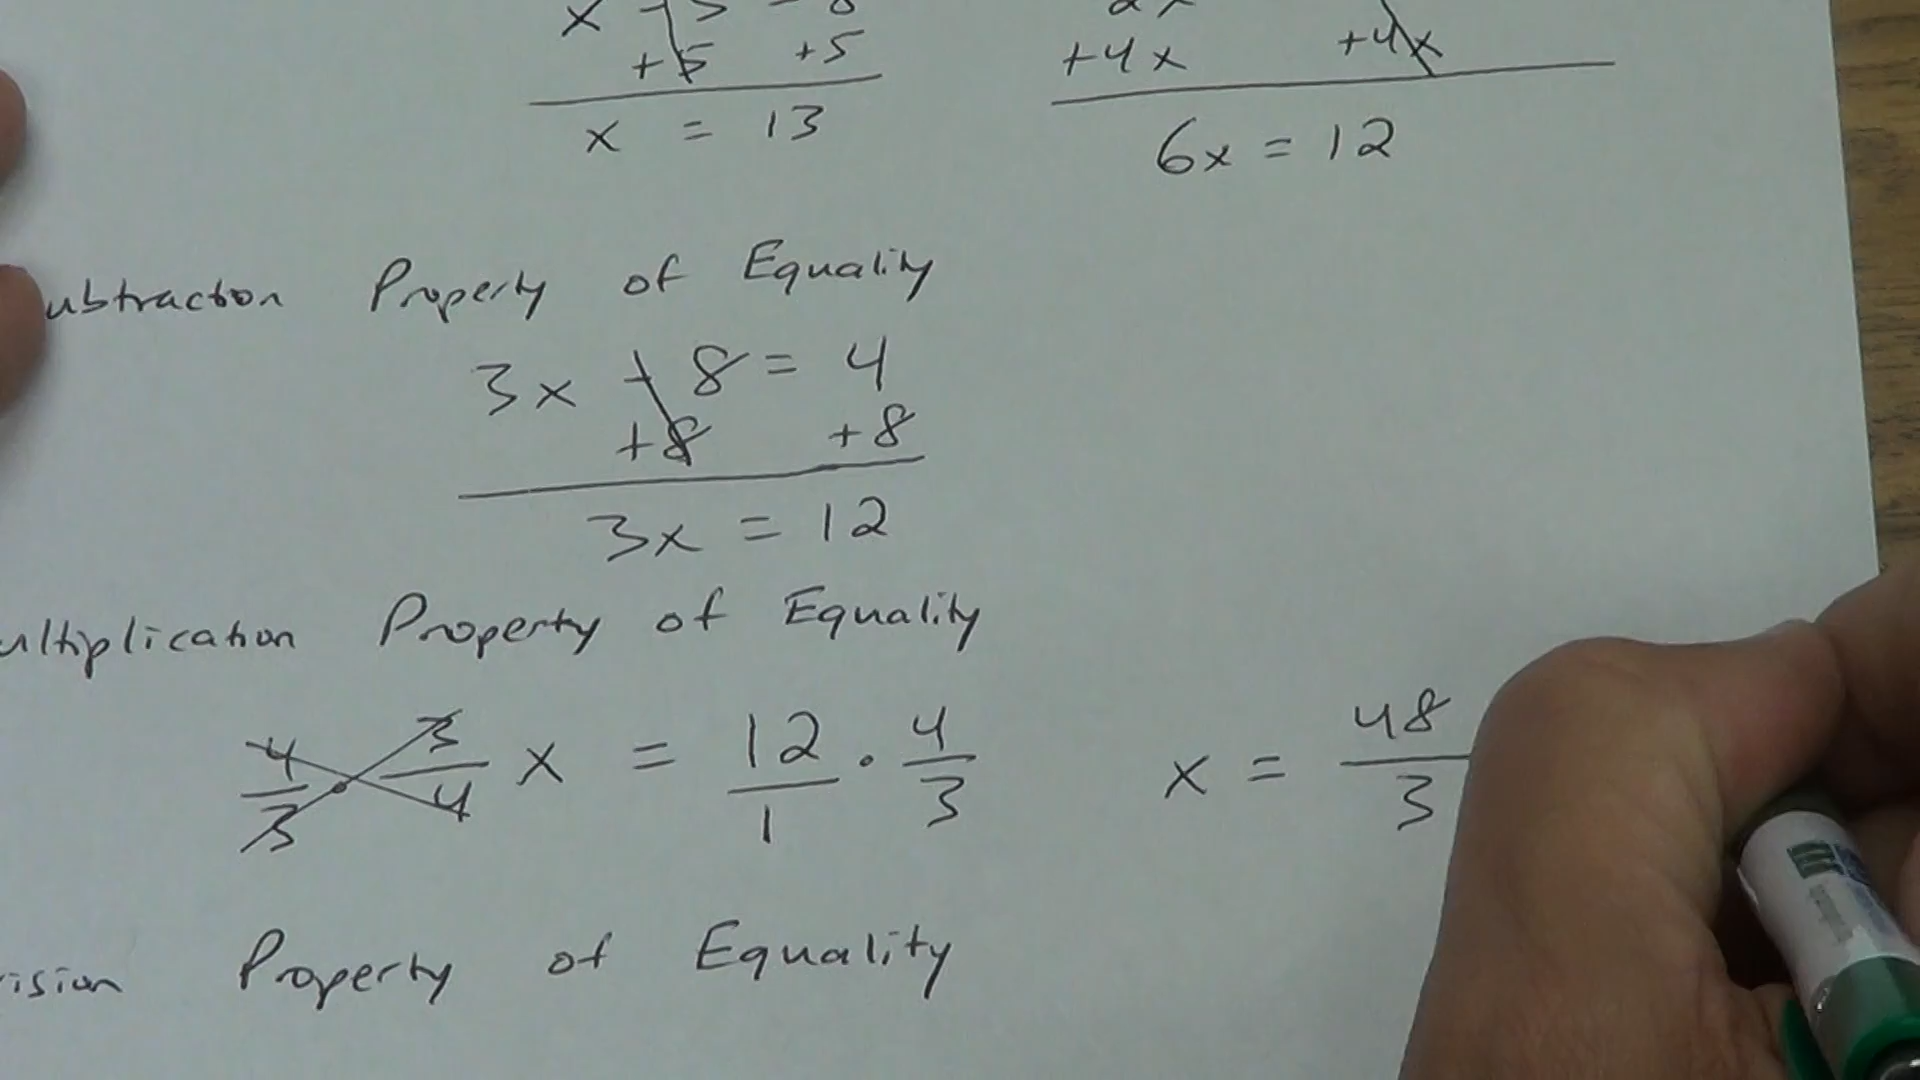 +5 +5
x = 13
+4x +4x
6x = 12
ubtraction Property of Equality
3x + 8 = 4
+8 +8
3x = 12
ultiplication Property of Equality
4/3 · 3/4 x = 12/1 · 4/3 x = 48/3
ision Property of Equality